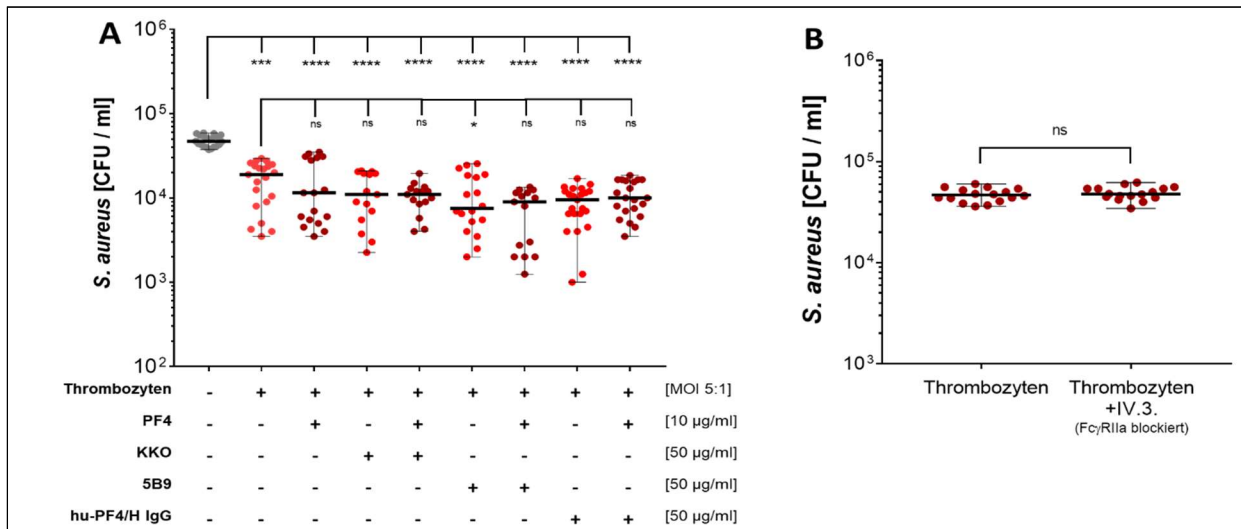 A
S. aureus [CFU / ml]
10⁶
10⁵
10⁴
10³
10²
*** **** **** **** **** **** **** ****
ns ns ns * ns ns ns
Thrombozyten - + + + + + + + + [MOI 5:1]
PF4 - - + - + - + - + [10 µg/ml]
KKO - - - + + - - - - [50 µg/ml]
5B9 - - - - - + + - - [50 µg/ml]
hu-PF4/H IgG - - - - - - - + + [50 µg/ml]
B
S. aureus [CFU / ml]
10⁶
10⁵
10⁴
10³
ns
Thrombozyten
Thrombozyten
+IV.3.
(FcγRIIa blockiert)